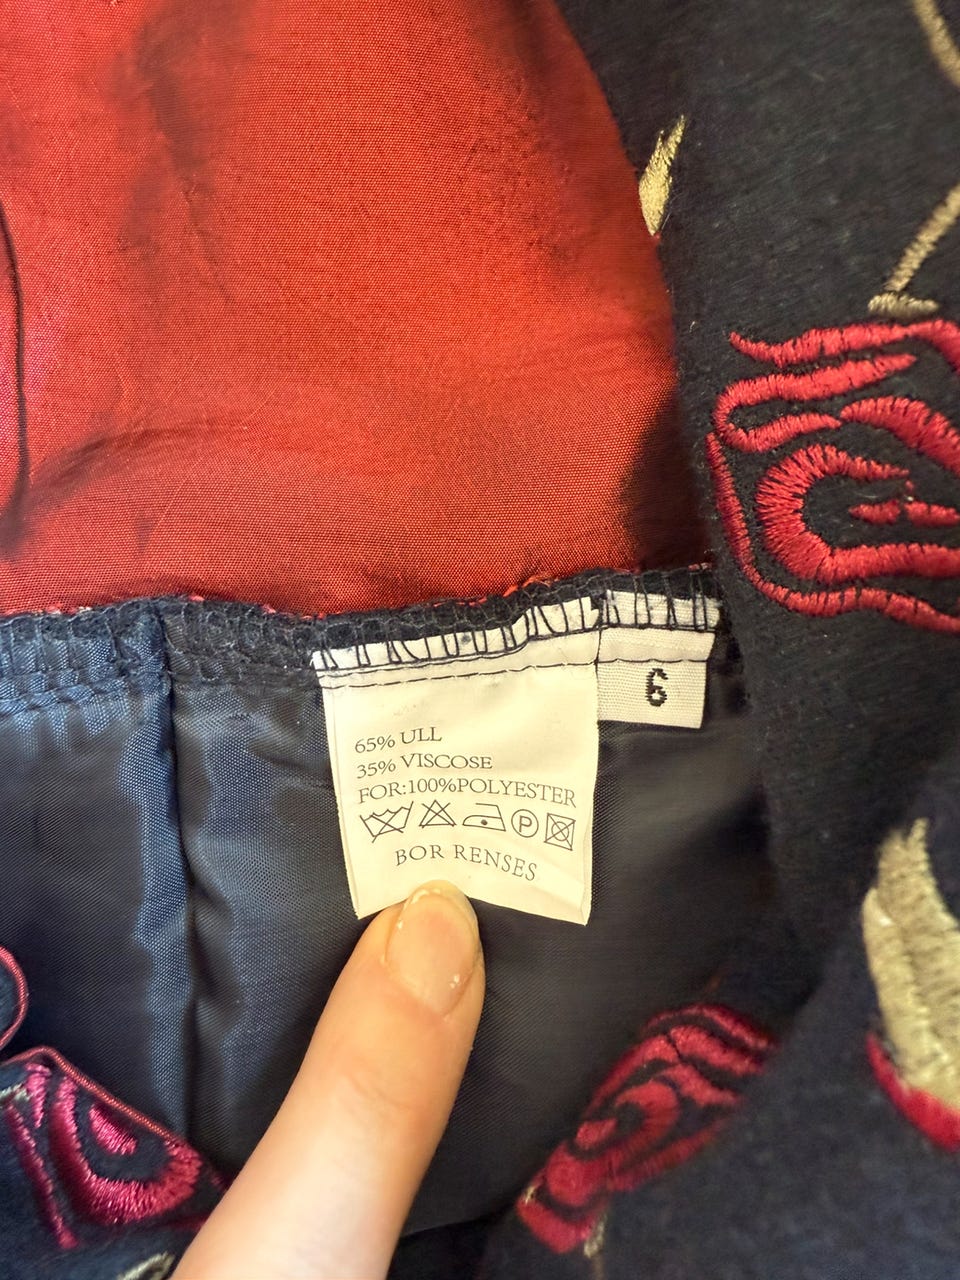 6
65% ULL
35% VISCOSE
FOR:100%POLYESTER
P
BOR RENSES